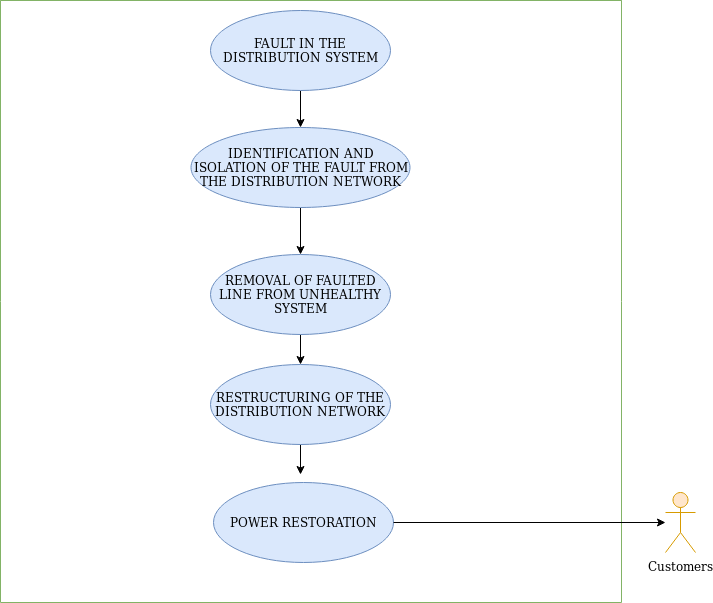 FAULT IN THE
DISTRIBUTION SYSTEM
IDENTIFICATION AND
ISOLATION OF THE FAULT FROM
THE DISTRIBUTION NETWORK
REMOVAL OF FAULTED
LINE FROM UNHEALTHY
SYSTEM
RESTRUCTURING OF THE
DISTRIBUTION NETWORK
POWER RESTORATION
Customers